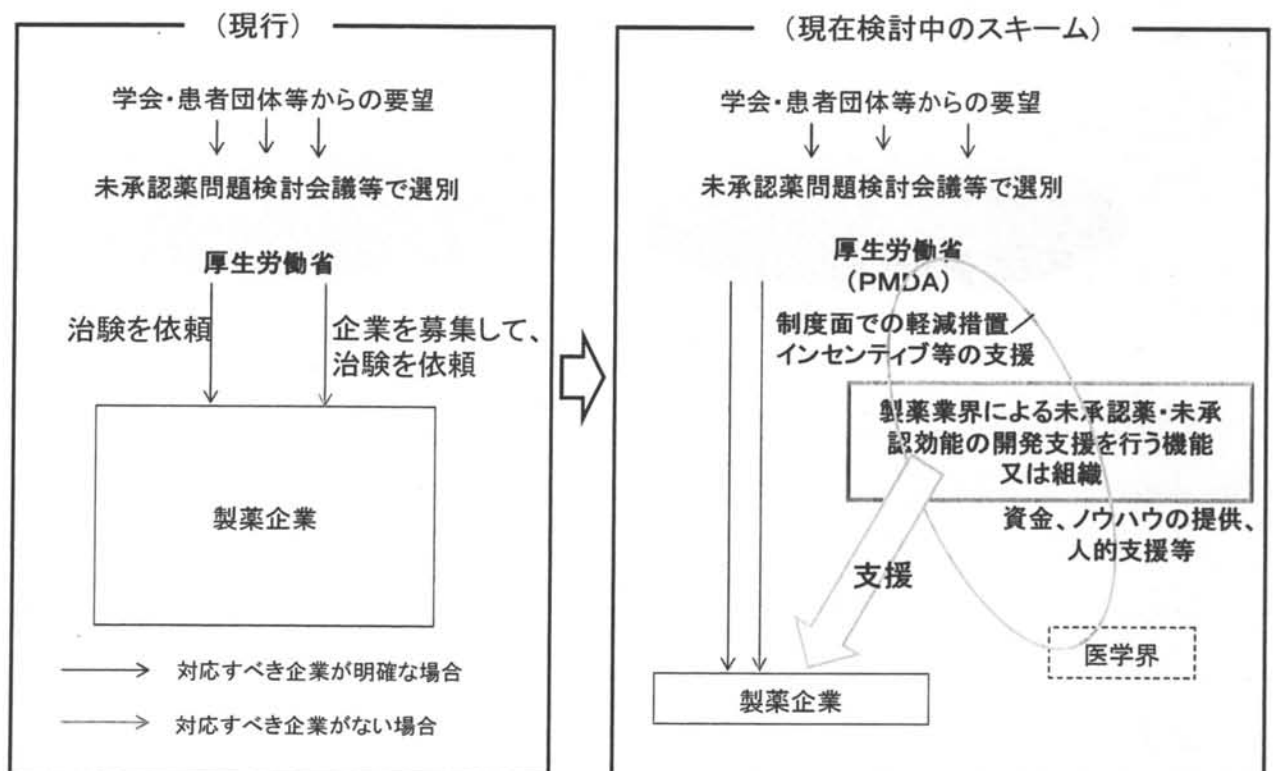 （現行）
学会・患者団体等からの要望
未承認薬問題検討会議等で選別
厚生労働省
治験を依頼
企業を募集して、
治験を依頼
製薬企業
対応すべき企業が明確な場合
対応すべき企業がない場合
（現在検討中のスキーム）
学会・患者団体等からの要望
未承認薬問題検討会議等で選別
厚生労働省
（PMDA）
制度面での軽減措置／
インセンティブ等の支援
製薬業界による未承認薬・未承
認効能の開発支援を行う機能
又は組織
資金、ノウハウの提供、
人的支援等
支援
医学界
製薬企業